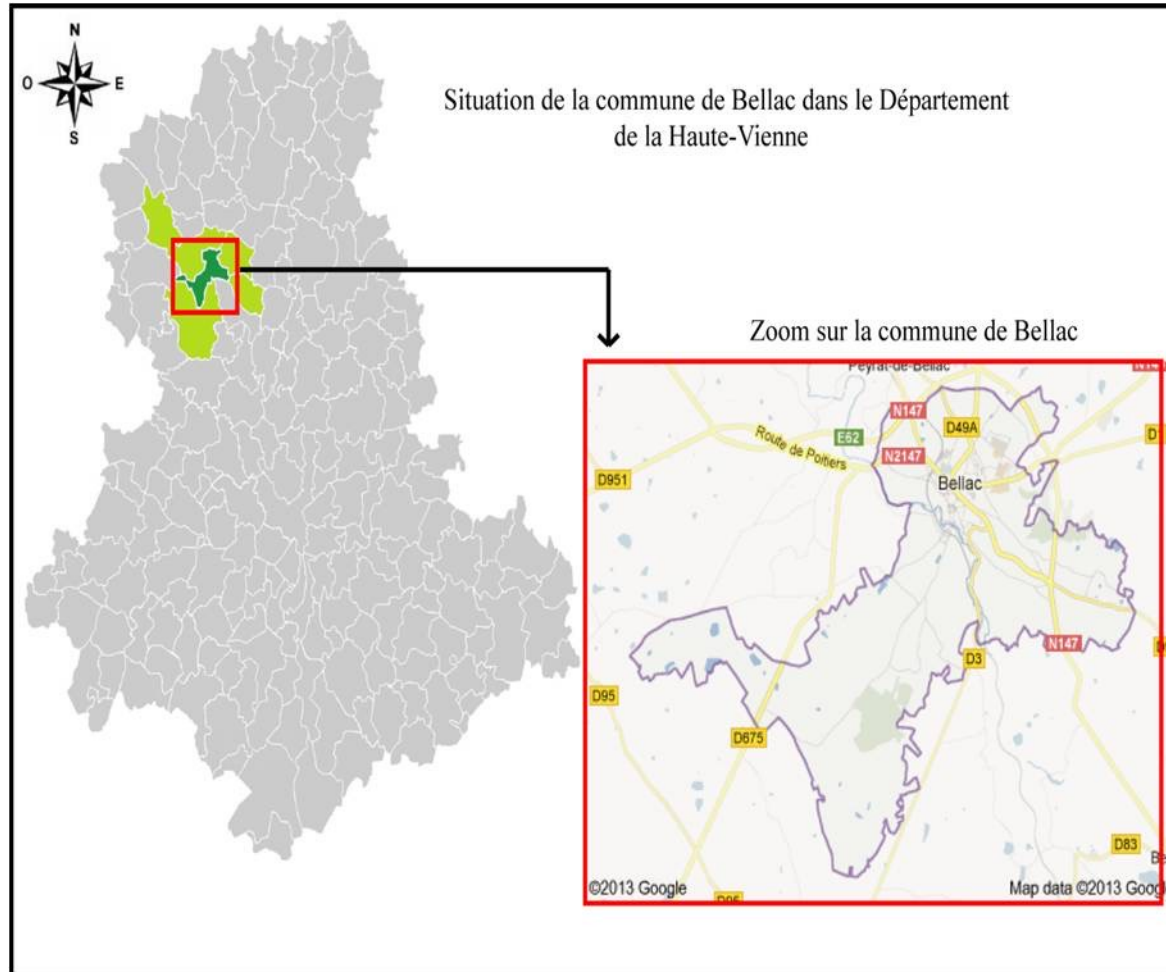 N
O
E
S
Situation de la commune de Bellac dans le Département
de la Haute-Vienne
Zoom sur la commune de Bellac
Peyrat-de-Bellac
N147
D49A
E62
Route de Poitiers
N2147
D951
Bellac
N147
D3
D95
D675
D83
©2013 Google
Map data ©2013 Google